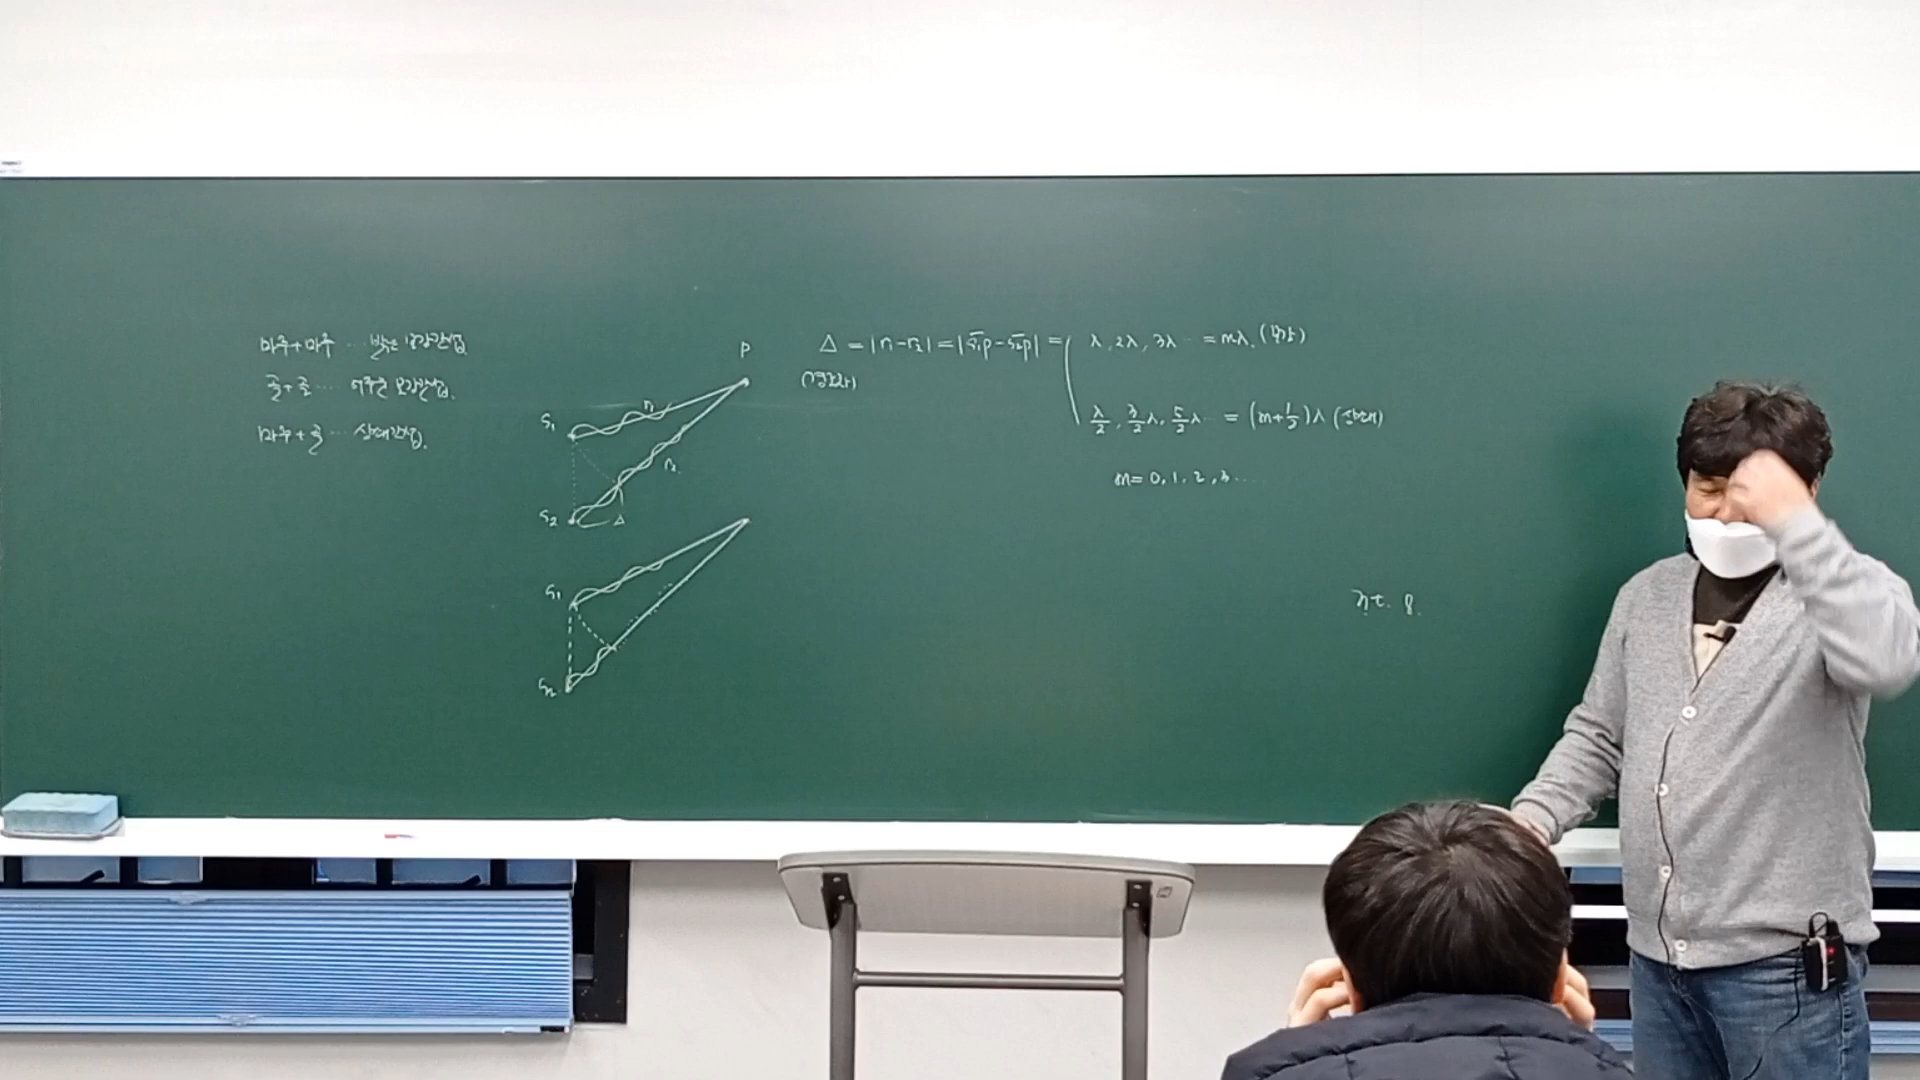 마루+마루 … 밝은 보강간섭
골+골 … 어두운 보강간섭.
마루+골 … 상쇄간섭.
P
S₁
r₁
r₂
S₂
Δ
S₁
S₂
Δ = |r₁-r₂| = |S₁P-S₂P| = λ, 2λ, 3λ … = mλ. (보강)
(경로차)
λ/2, 3/2λ, 5/2λ … = (m+1/2)λ (상쇄)
m= 0, 1, 2, 3 ….
8.